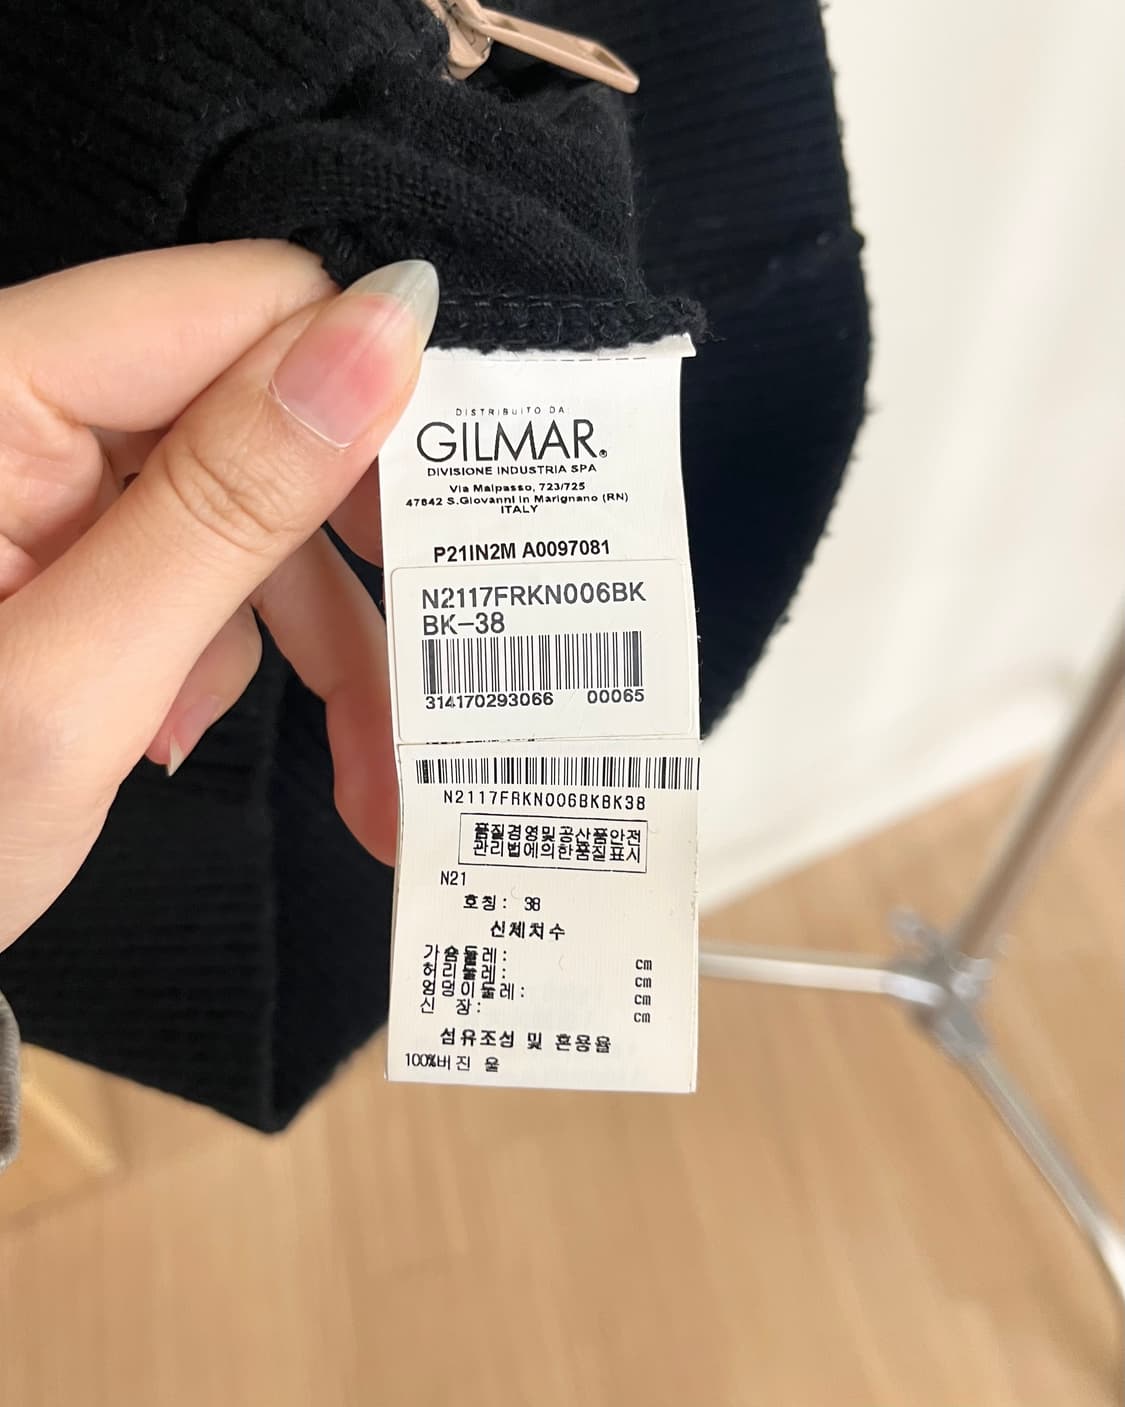 DISTRIBUITO DA:
GILMAR®
DIVISIONE INDUSTRIA SPA
Via Malpasso, 723/725
47842 S.Giovanni in Marignano (RN)
ITALY
P21IN2M A0097081
N2117FRKN006BK
BK-38
314170293066 00065
N2117FRKN006BKBK38
품질경영및공산품안전
관리법에의한품질표시
N21
호칭: 38
신체치수
가슴둘레: cm
허리둘레: cm
엉덩이둘레: cm
신 장: cm
섬유조성 및 혼용율
100%버진 울